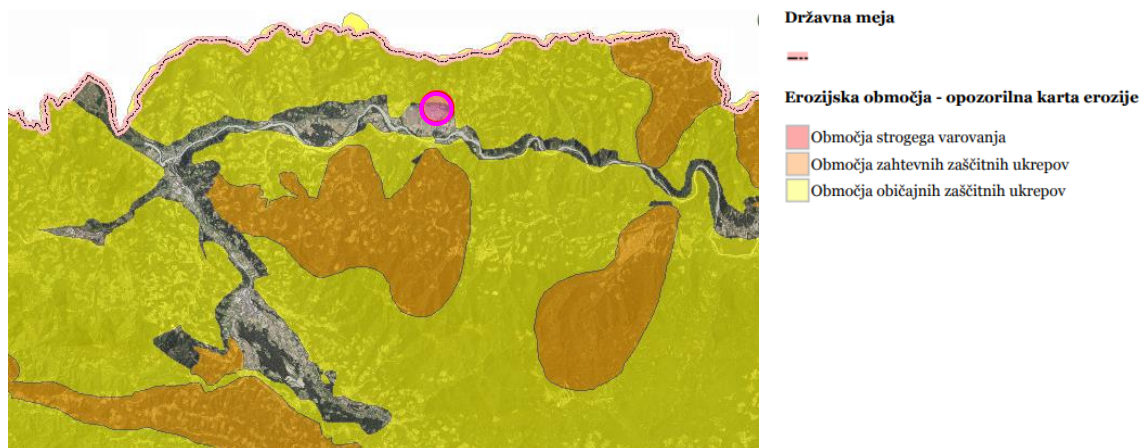 Državna meja
Erozijska območja - opozorilna karta erozije
Območja strogega varovanja
Območja zahtevnih zaščitnih ukrepov
Območja običajnih zaščitnih ukrepov